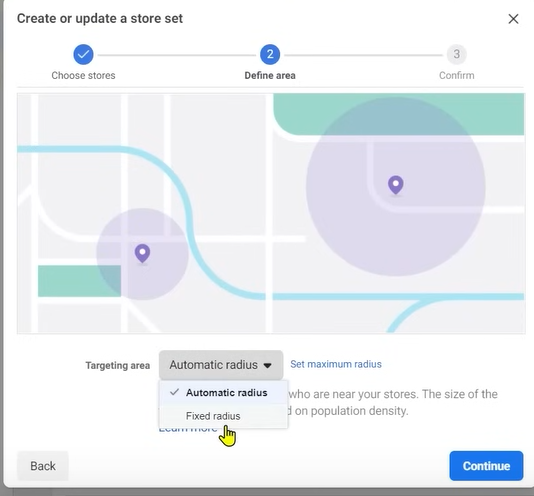 Create or update a store set
2
3
Choose stores
Define area
Confirm
Targeting area
Automatic radius
Set maximum radius
Automatic radius
who are near your stores. The size of the
Fixed radius
d on population density.
Learn more
Back
Continue